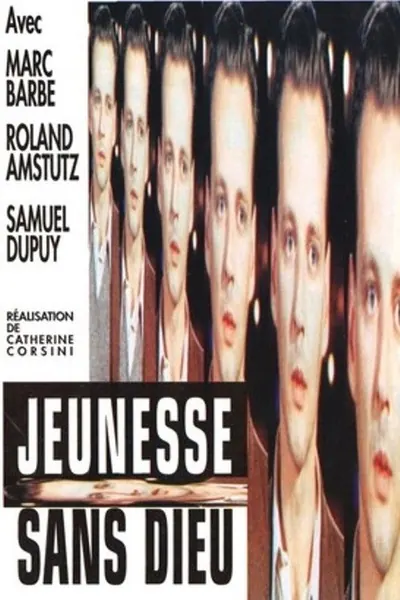 Avec
MARC
BARBE
ROLAND
AMSTUTZ
SAMUEL
DUPUY
RÉALISATION
DE
CATHERINE
CORSINI
JEUNESSE
SANS DIEU